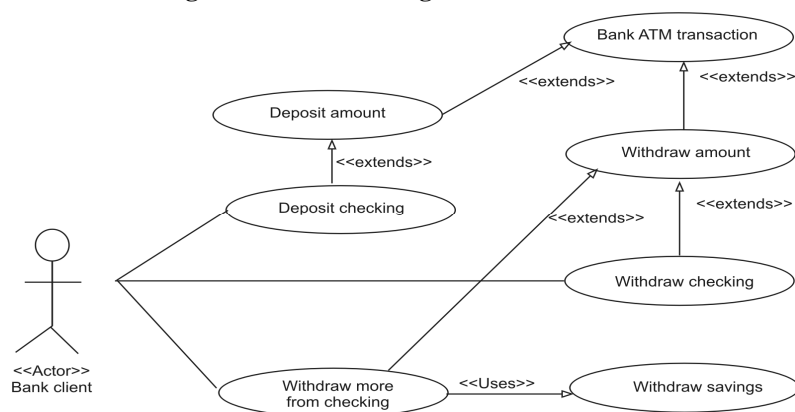 Bank ATM transaction
<<extends>>
<<extends>>
Deposit amount
<<extends>>
Withdraw amount
Deposit checking
<<extends>>
<<extends>>
Withdraw checking
<<Actor>>
Bank client
Withdraw more
from checking
<<Uses>>
Withdraw savings